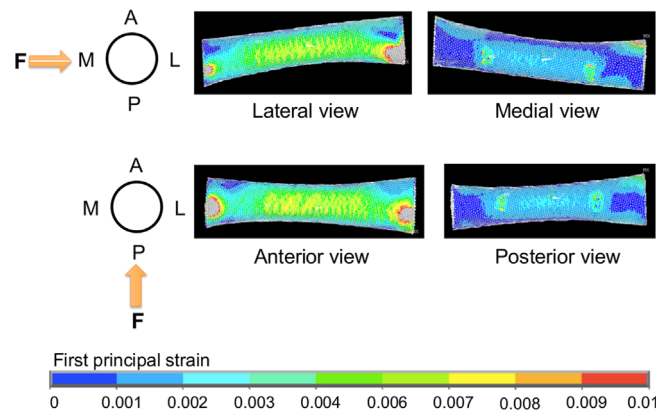 A
F M L
P
Lateral view Medial view
A
M L
P
F
Anterior view Posterior view
First principal strain
0 0.001 0.002 0.003 0.004 0.006 0.007 0.008 0.009 0.01